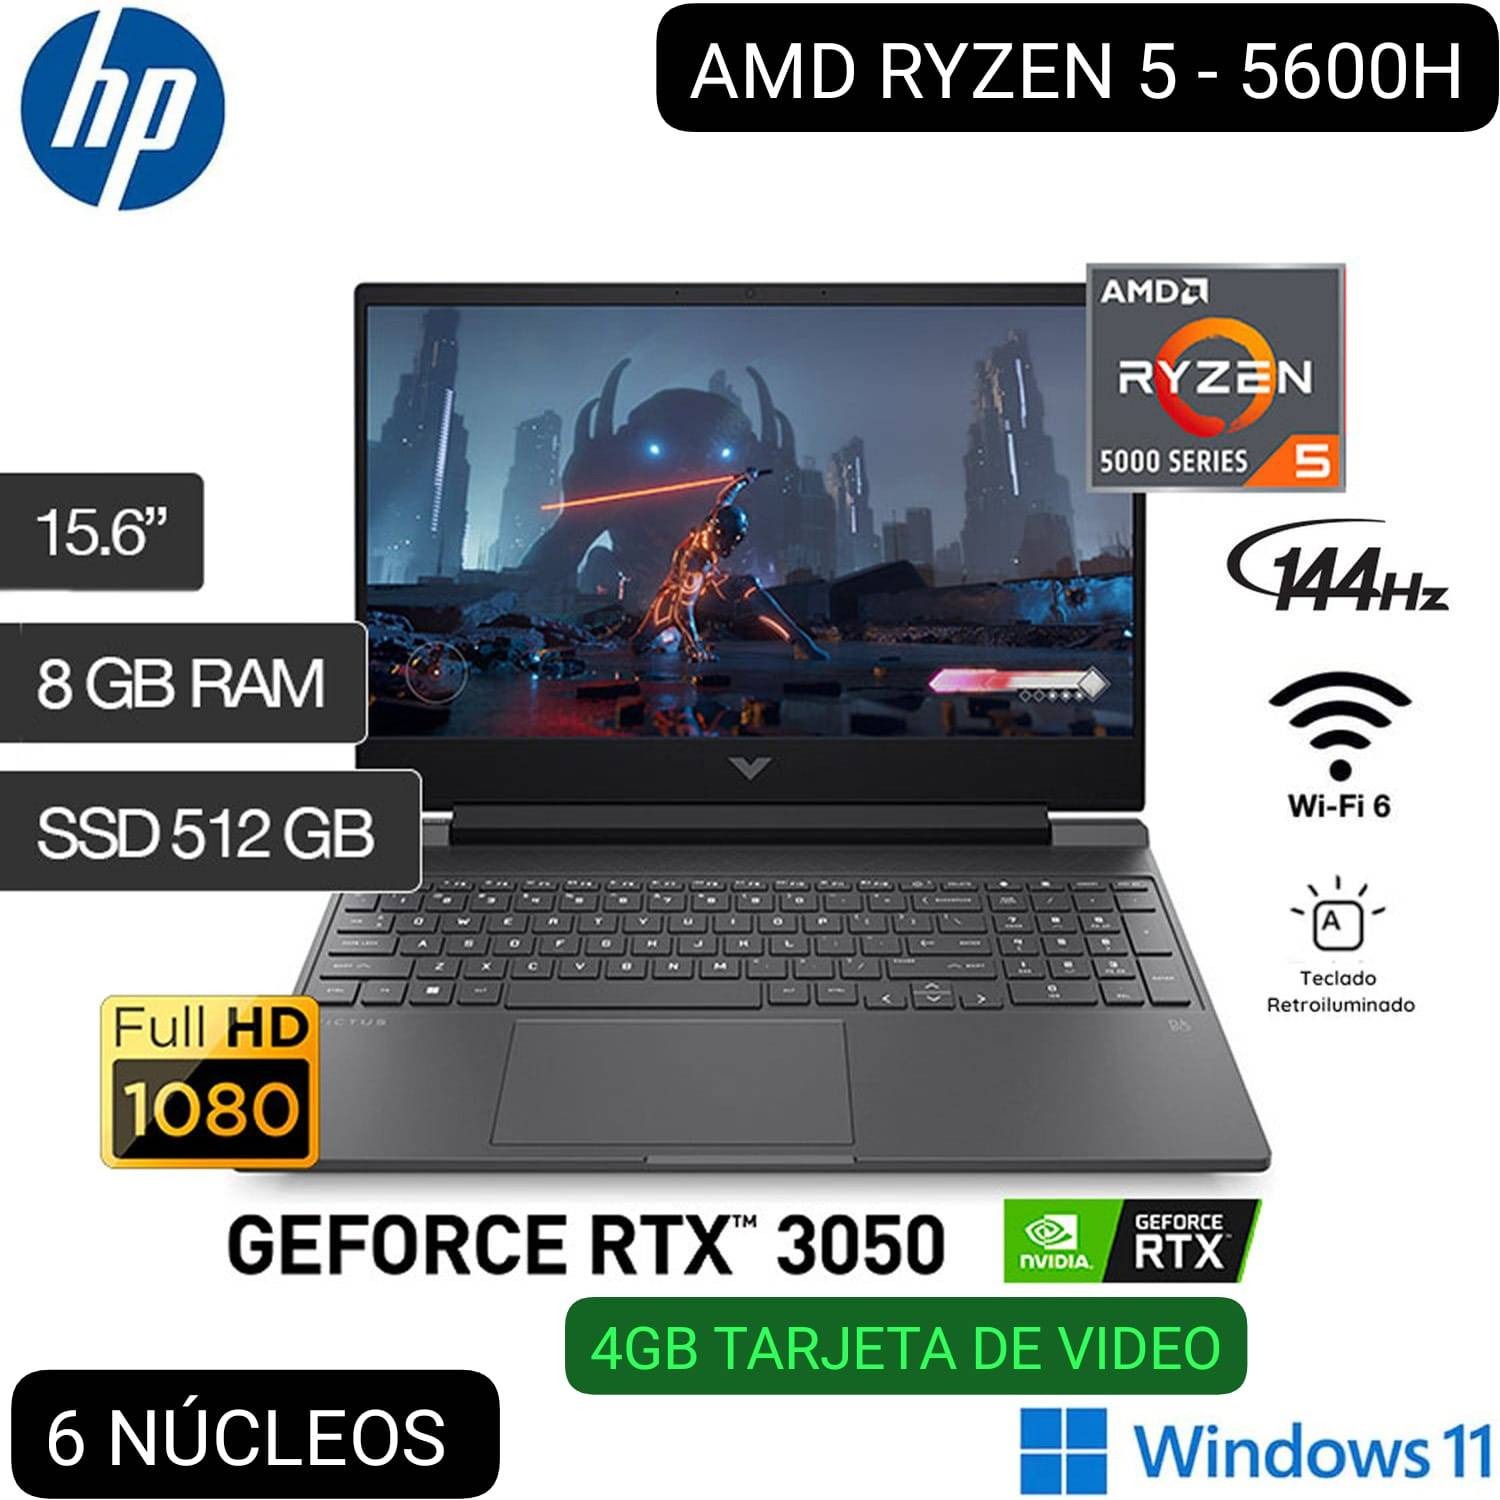 hp
AMD RYZEN 5 - 5600H
AMD
RYZEN
5000 SERIES 5
15.6”
144Hz
8 GB RAM
Wi-Fi 6
SSD 512 GB
A
Teclado
Retroiluminado
Full HD
1080
VICTUS
GEFORCE RTX™ 3050
NVIDIA.
GEFORCE
RTX
4GB TARJETA DE VIDEO
6 NÚCLEOS
Windows 11